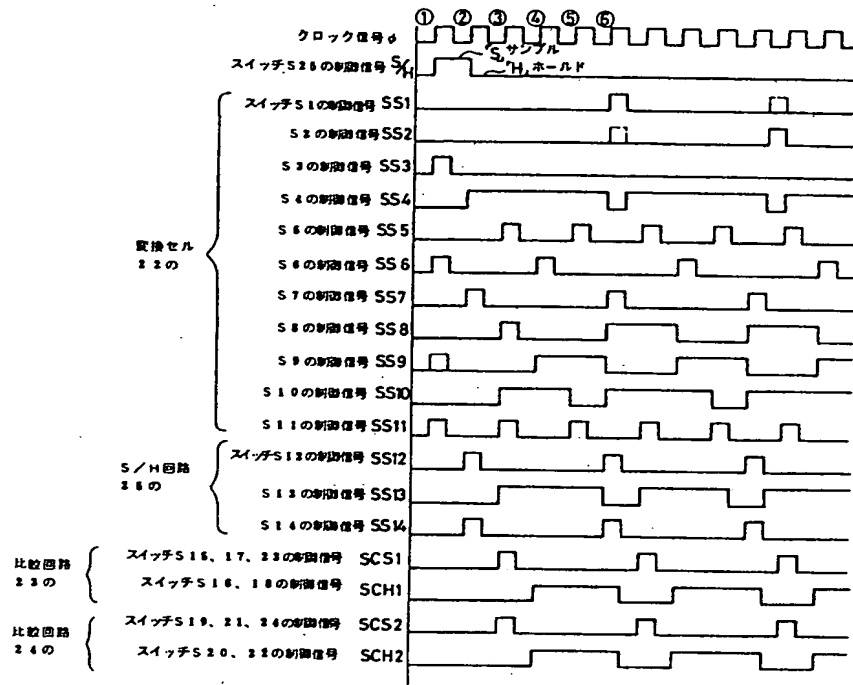 ① ② ③ ④ ⑤ ⑥
クロック信号φ
スイッチS25の制御信号 S/H 「S」サンプル 「H」ホールド
スイッチS1の制御信号 SS1
S2の制御信号 SS2
S3の制御信号 SS3
S4の制御信号 SS4
S5の制御信号 SS5
変換セル
22の
S6の制御信号 SS6
S7の制御信号 SS7
S8の制御信号 SS8
S9の制御信号 SS9
S10の制御信号 SS10
S11の制御信号 SS11
S/H回路
26の
スイッチS12の制御信号 SS12
S13の制御信号 SS13
S14の制御信号 SS14
比較回路
23の
スイッチS15、17、23の制御信号 SCS1
スイッチS16、18の制御信号 SCH1
比較回路
24の
スイッチS19、21、24の制御信号 SCS2
スイッチS20、22の制御信号 SCH2